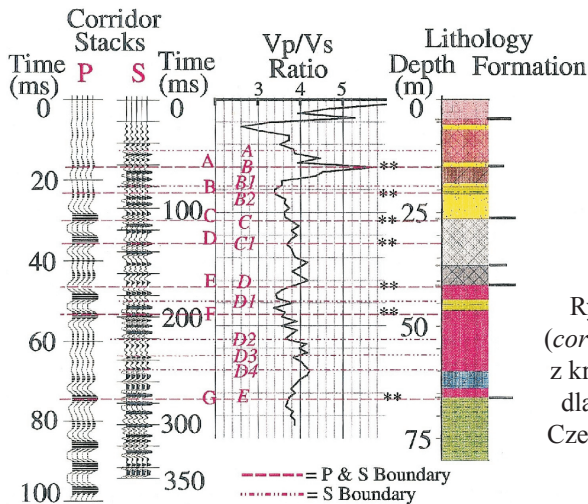 Corridor
Stacks
Time
(ms)
P S
Time
(ms)
Vp/Vs
Ratio
3 4 5
Lithology
Depth Formation
(m)
0
20
40
60
80
100
0
100
200
300
350
0
25
50
75
A
B
C
D
E
F
G
A
B
B1
B2
C
C1
D
D1
D2
D3
D4
E
**
**
**
**
**
**
**
= P & S Boundary
= S Boundary
(cor
z kr
dla
Cze